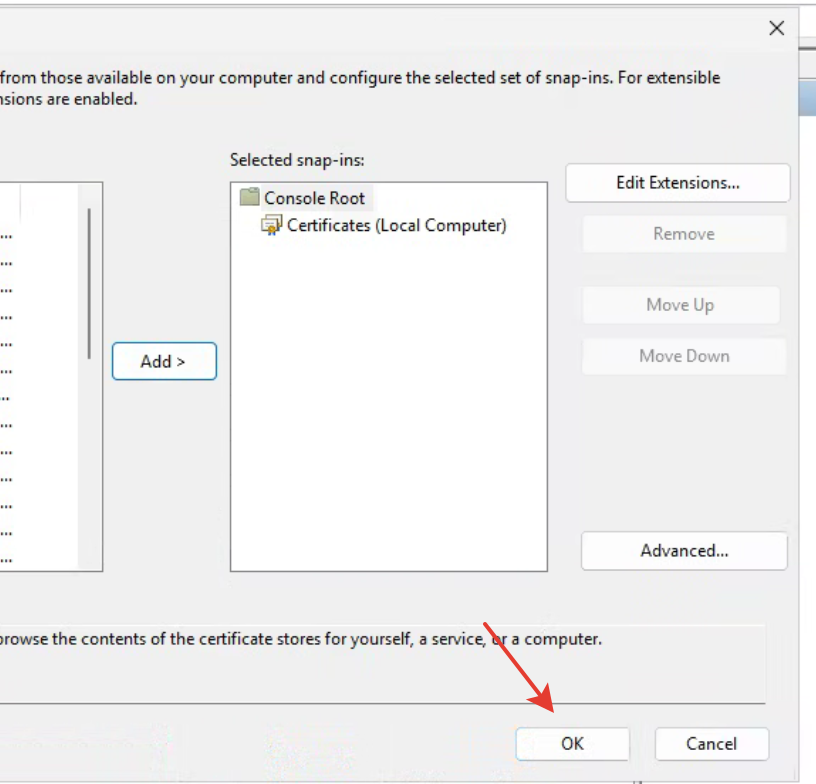 from those available on your computer and configure the selected set of snap-ins. For extensible
nsions are enabled.
Selected snap-ins:
Console Root
Certificates (Local Computer)
Edit Extensions...
Remove
Move Up
Move Down
Add >
...
...
...
...
...
...
...
...
...
...
...
...
...
Advanced...
browse the contents of the certificate stores for yourself, a service, or a computer.
OK
Cancel